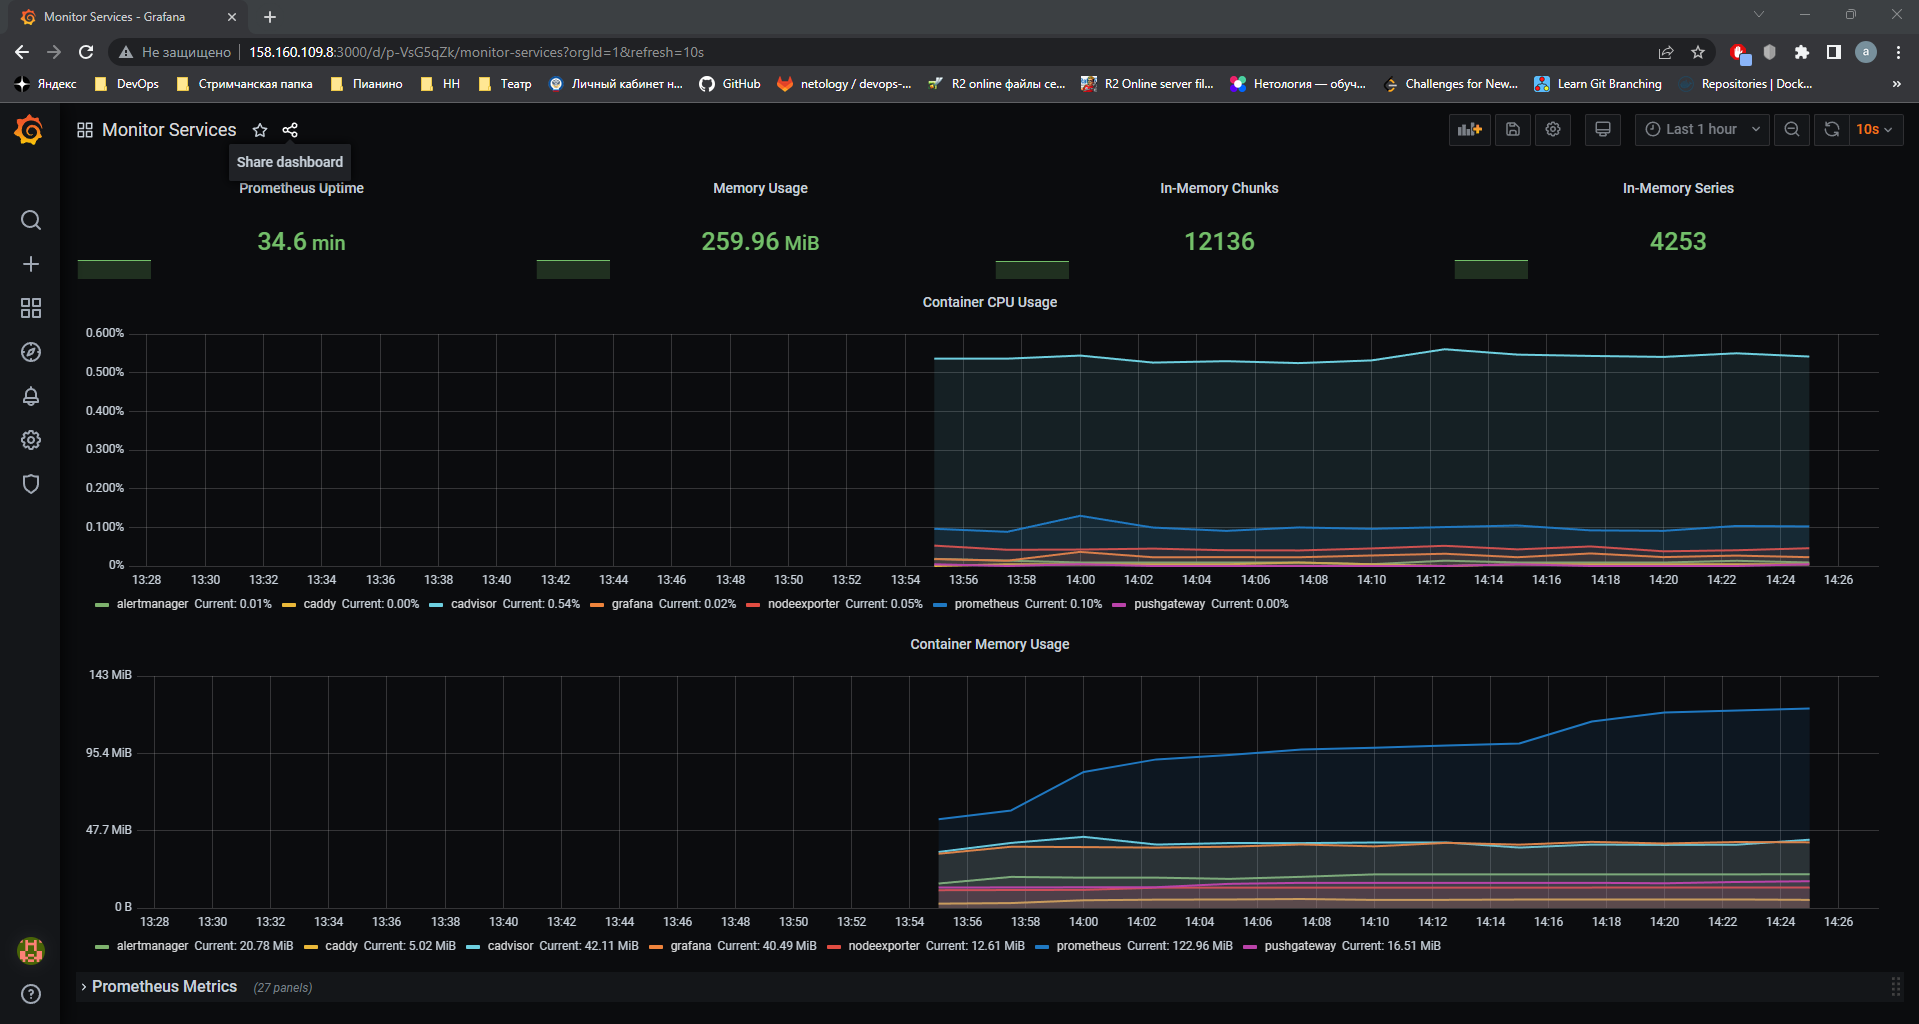 Monitor Services - Grafana
Не защищено 158.160.109.8:3000/d/p-VsG5qZk/monitor-services?orgId=1&refresh=10s a
Яндекс DevOps Стримчанская папка Пианино НН Театр Личный кабинет н... GitHub netology / devops-... R2 online файлы се... R2 Online server fil... Нетология — обуч... Challenges for New... Learn Git Branching Repositories | Dock... »
Monitor Services Last 1 hour 10s
Share dashboard
Prometheus Uptime Memory Usage In-Memory Chunks In-Memory Series
34.6 min 259.96 MiB 12136 4253
Container CPU Usage
0.600%
0.500%
0.400%
0.300%
0.200%
0.100%
0%
13:28 13:30 13:32 13:34 13:36 13:38 13:40 13:42 13:44 13:46 13:48 13:50 13:52 13:54 13:56 13:58 14:00 14:02 14:04 14:06 14:08 14:10 14:12 14:14 14:16 14:18 14:20 14:22 14:24 14:26
alertmanager Current: 0.01% caddy Current: 0.00% cadvisor Current: 0.54% grafana Current: 0.02% nodeexporter Current: 0.05% prometheus Current: 0.10% pushgateway Current: 0.00%
Container Memory Usage
143 MiB
95.4 MiB
47.7 MiB
0 B
13:28 13:30 13:32 13:34 13:36 13:38 13:40 13:42 13:44 13:46 13:48 13:50 13:52 13:54 13:56 13:58 14:00 14:02 14:04 14:06 14:08 14:10 14:12 14:14 14:16 14:18 14:20 14:22 14:24 14:26
alertmanager Current: 20.78 MiB caddy Current: 5.02 MiB cadvisor Current: 42.11 MiB grafana Current: 40.49 MiB nodeexporter Current: 12.61 MiB prometheus Current: 122.96 MiB pushgateway Current: 16.51 MiB
Prometheus Metrics (27 panels)